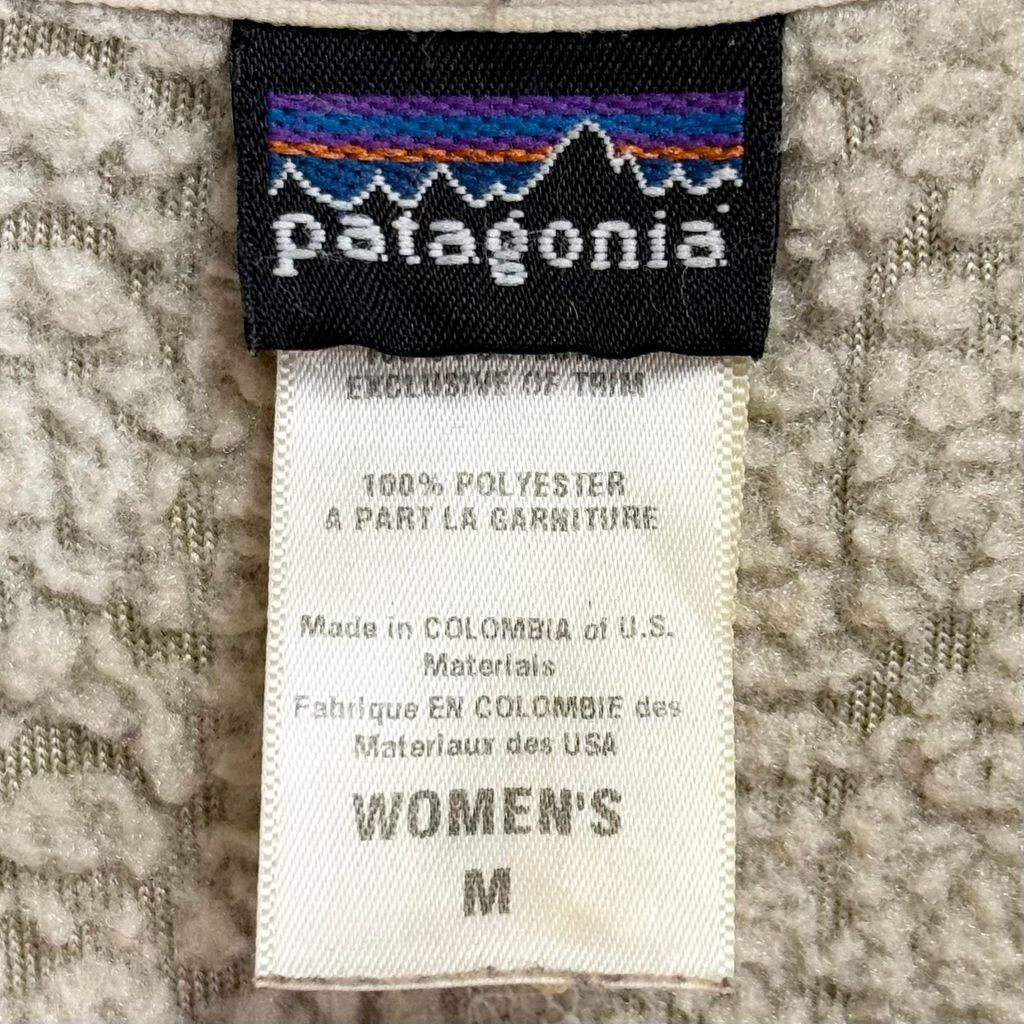 patagonia
EXCLUSIVE OF TRIM
100% POLYESTER
A PART LA GARNITURE
Made in COLOMBIA of U.S.
Materials
Fabrique EN COLOMBIE des
Materiaux des USA
WOMEN'S
M